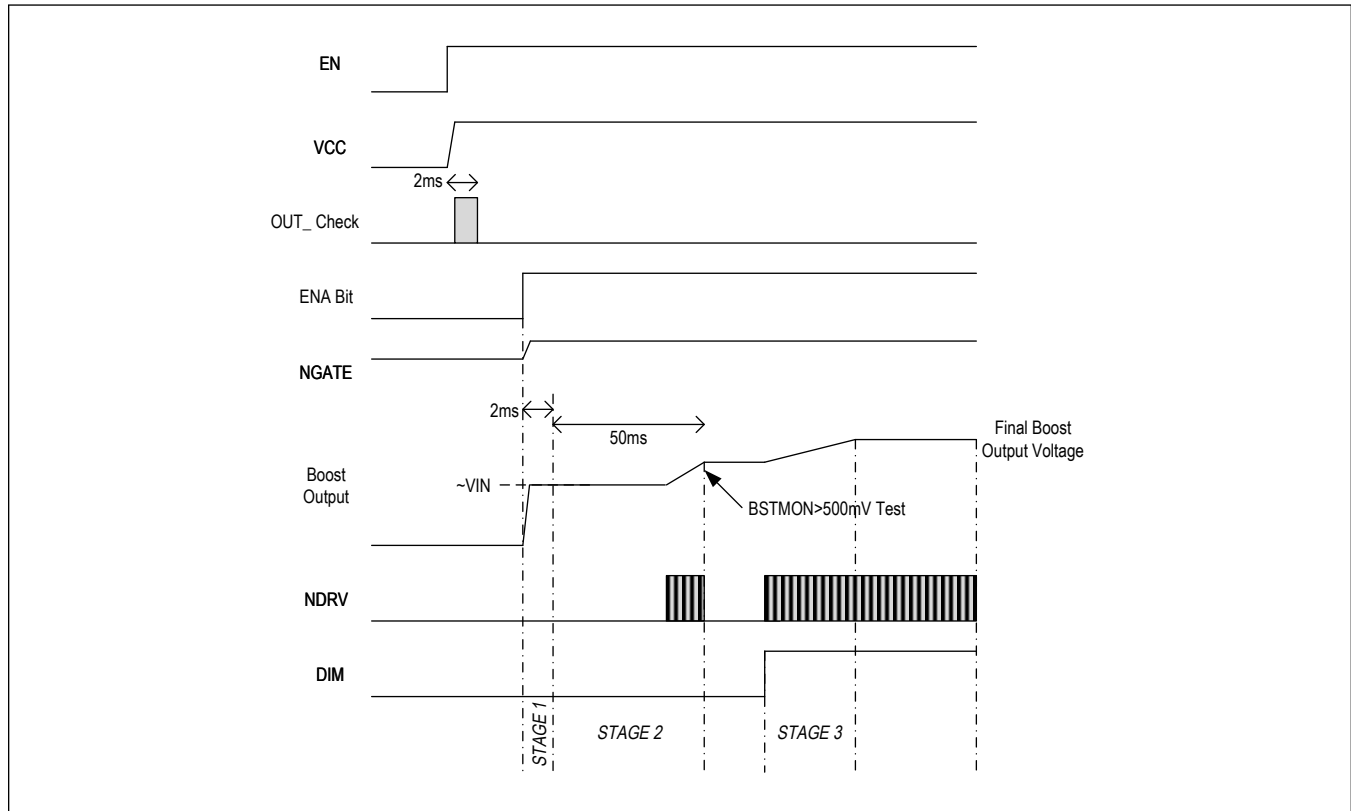 EN
VCC
2ms
OUT_ Check
ENA Bit
NGATE
2ms
50ms
Final Boost
Output Voltage
Boost
Output
~VIN
BSTMON>500mV Test
NDRV
DIM
STAGE 1
STAGE 2
STAGE 3